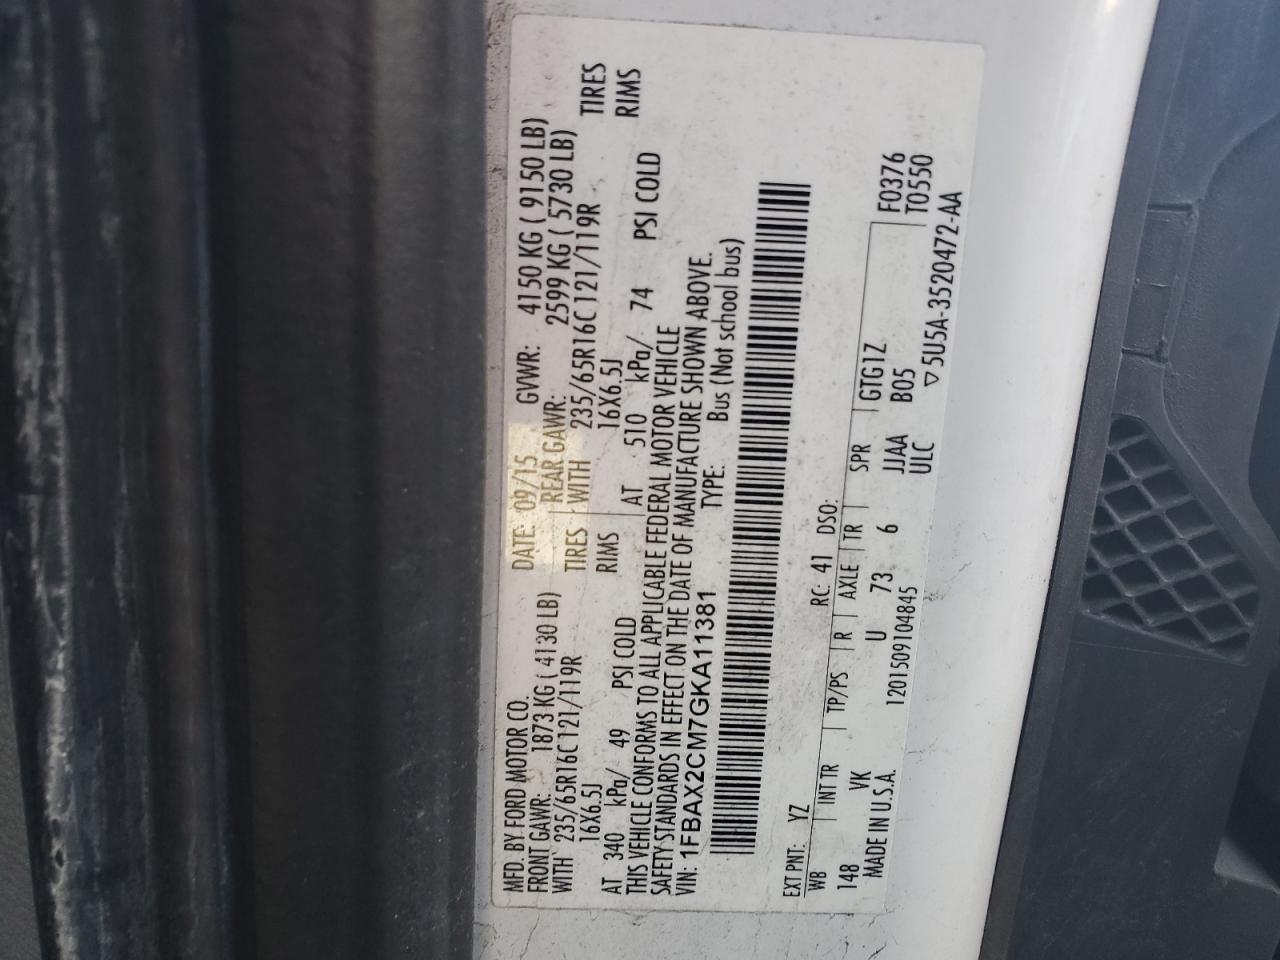 MFD. BY FORD MOTOR CO. DATE: 09/15 GVWR: 4150 KG ( 9150 LB)
FRONT GAWR: 1873 KG ( 4130 LB) REAR GAWR: 2599 KG ( 5730 LB)
WITH 235/65R16C 121/119R TIRES WITH 235/65R16C 121/119R TIRES
16X6.5J RIMS 16X6.5J RIMS
AT 340 kPa/ 49 PSI COLD AT 510 kPa/ 74 PSI COLD
THIS VEHICLE CONFORMS TO ALL APPLICABLE FEDERAL MOTOR VEHICLE
SAFETY STANDARDS IN EFFECT ON THE DATE OF MANUFACTURE SHOWN ABOVE.
VIN: 1FBAX2CM7GKA11381 TYPE: Bus (Not school bus)
EXT PNT: YZ RC: 41 DSO:
WB INT TR TP/PS R AXLE TR SPR GTG1Z F0376
148 VK U 73 6 JJAA B05 T0550
MADE IN U.S.A. 1201509104845 ULC ▽5U5A-3520472-AA